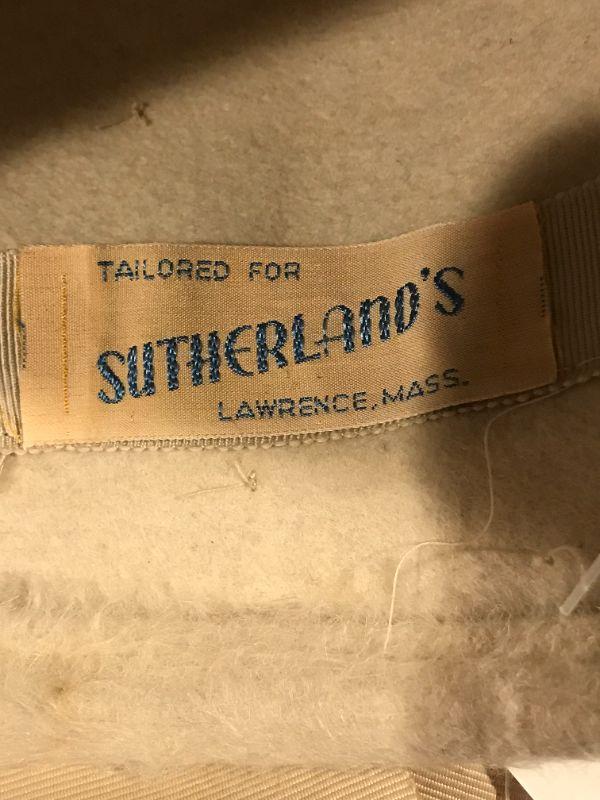 TAILORED FOR
SUTHERLAND'S
LAWRENCE, MASS.